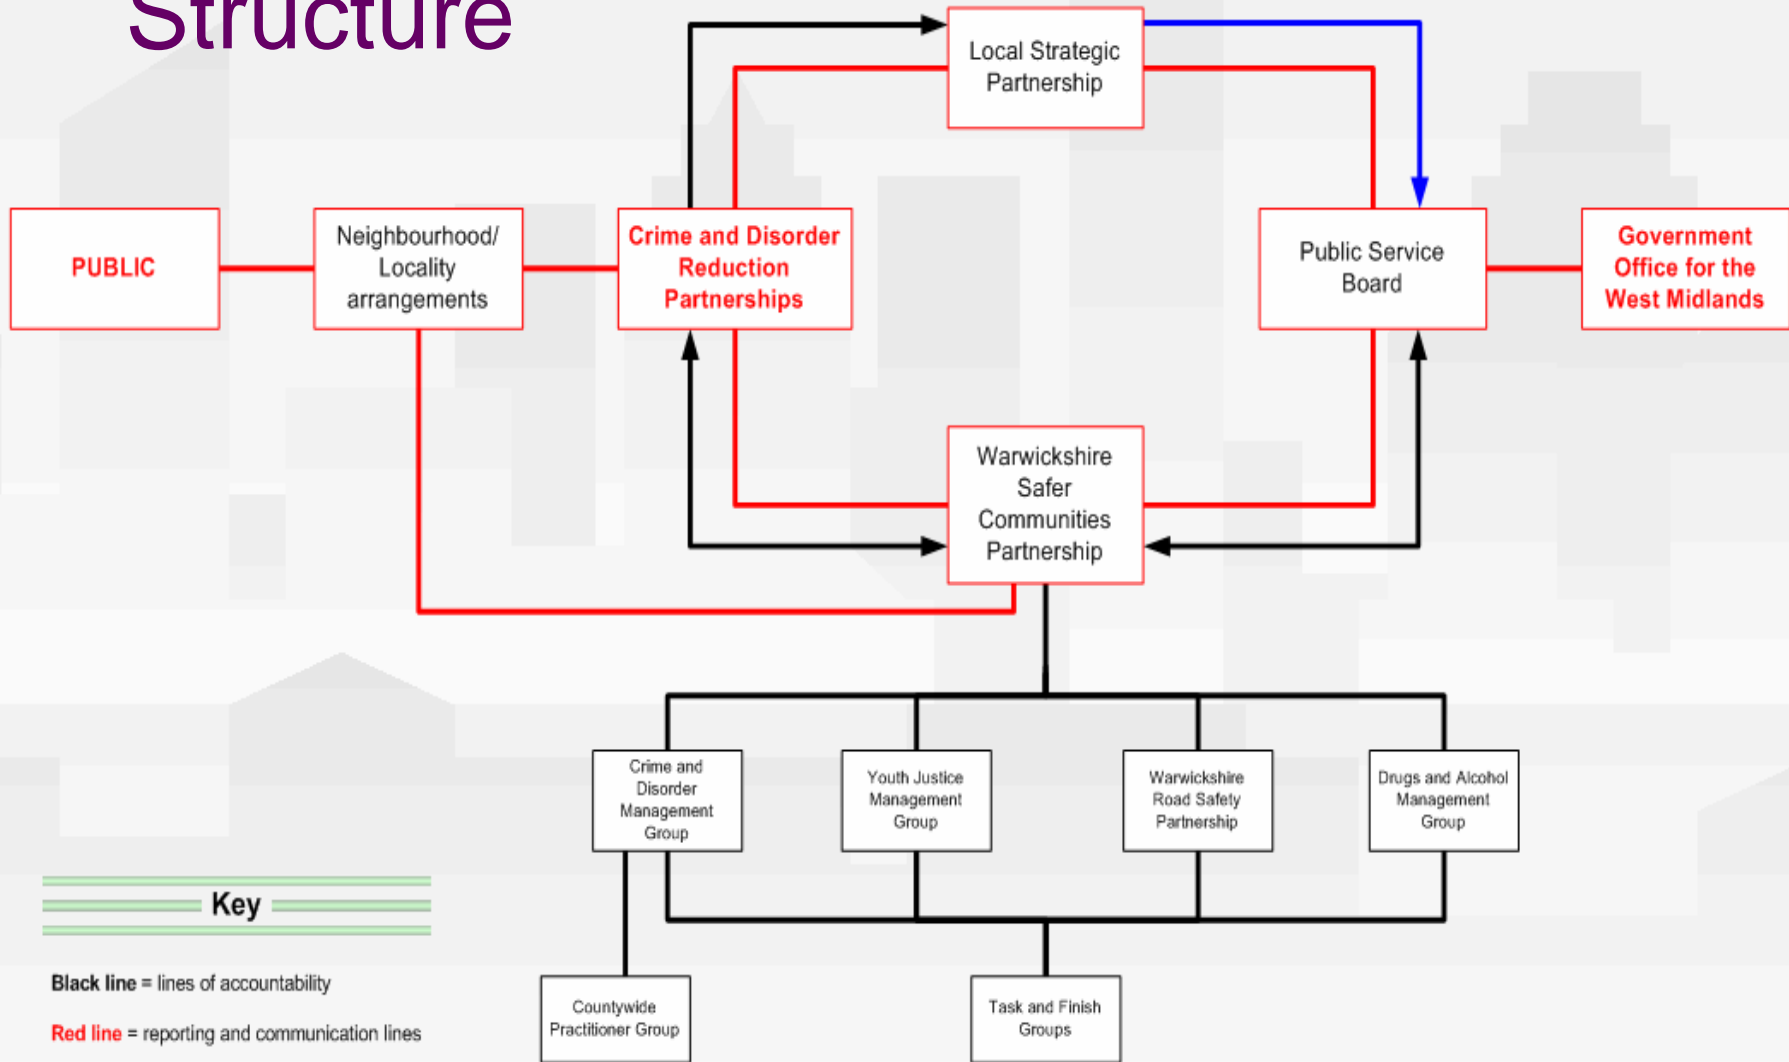 Structure
Local Strategic
Partnership
PUBLIC
Neighbourhood/
Locality
arrangements
Crime and Disorder
Reduction
Partnerships
Public Service
Board
Government
Office for the
West Midlands
Warwickshire
Safer
Communities
Partnership
Crime and
Disorder
Management
Group
Youth Justice
Management
Group
Warwickshire
Road Safety
Partnership
Drugs and Alcohol
Management
Group
Key
Black line = lines of accountability
Red line = reporting and communication lines
Countywide
Practitioner Group
Task and Finish
Groups